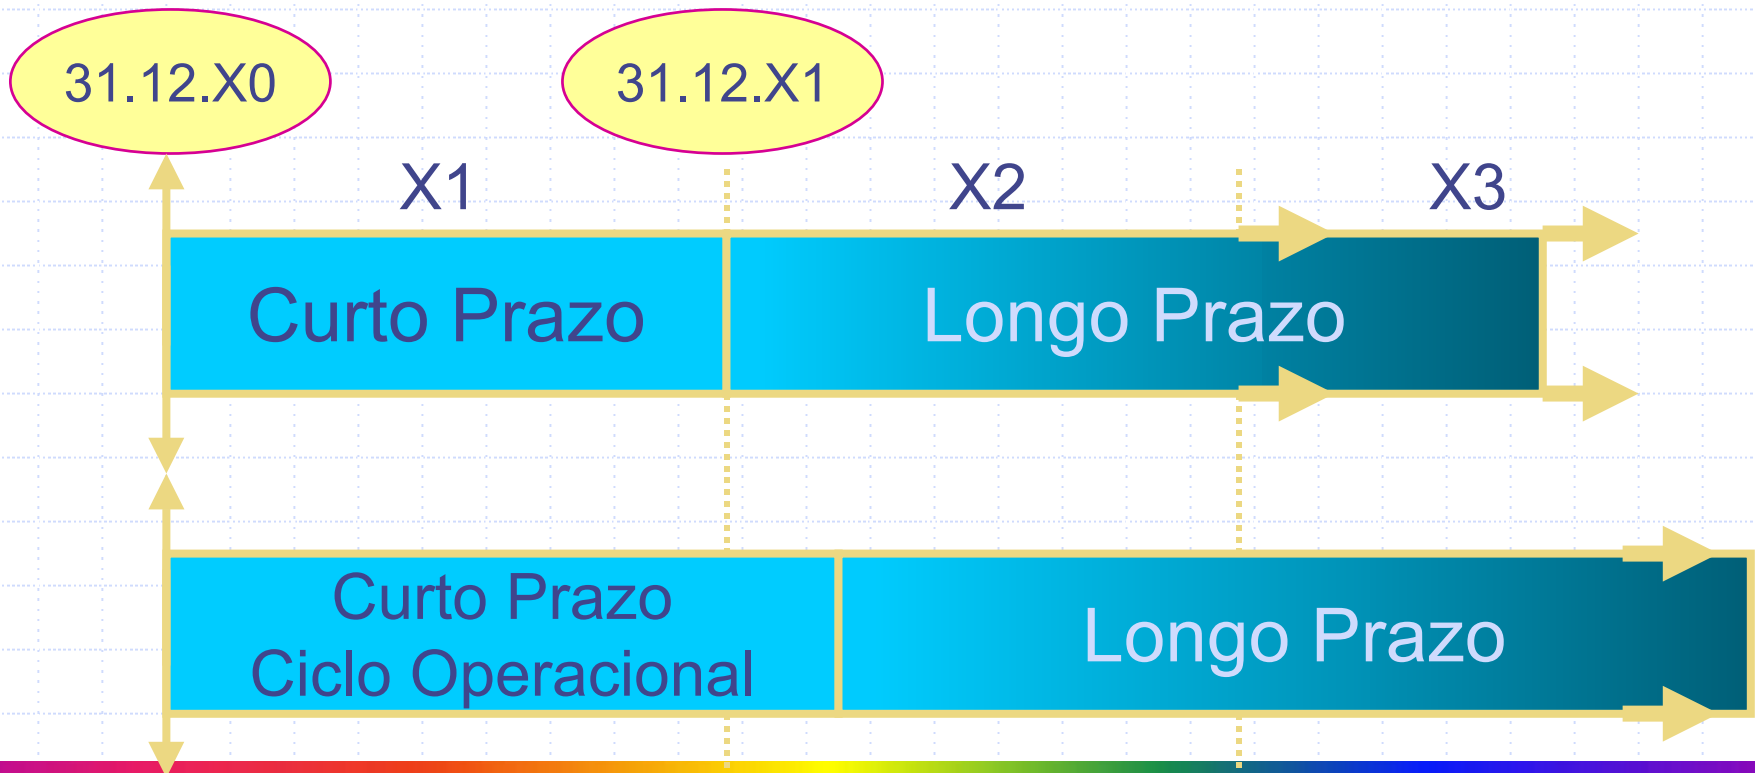 31.12.X0
31.12.X1
X1
X2
X3
Curto Prazo
Longo Prazo
Curto Prazo
Ciclo Operacional
Longo Prazo